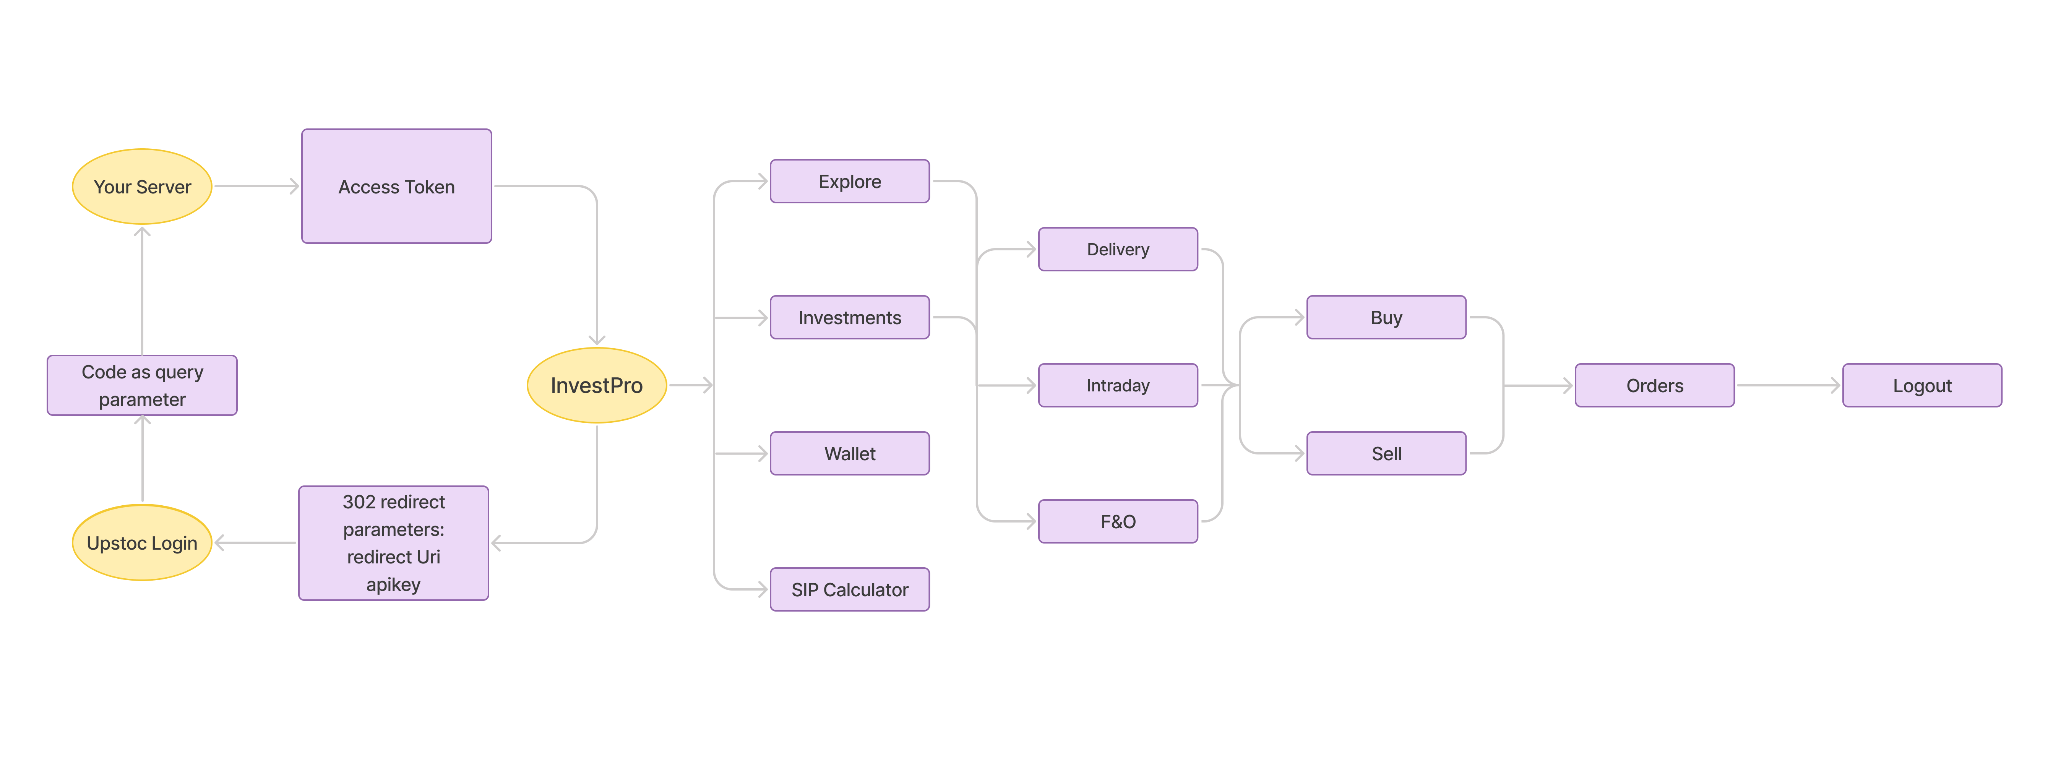 Your Server
Access Token
Code as query
parameter
Upstoc Login
302 redirect
parameters:
redirect Uri
apikey
InvestPro
Explore
Investments
Wallet
SIP Calculator
Delivery
Intraday
F&O
Buy
Sell
Orders
Logout